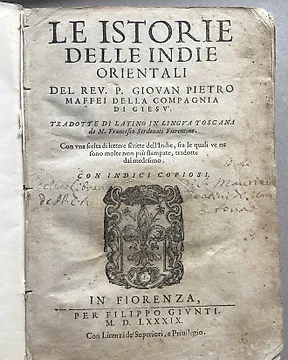 LE ISTORIE
DELLE INDIE
ORIENTALI
DEL REV. P. GIOVAN PIETRO
MAFFEI DELLA COMPAGNIA
DI GIESV'.
TRADOTTE DI LATINO IN LINGVA TOSCANA
da M. Francesco Serdonati Fiorentino.
Con vna scelta di lettere scritte dell'Indie, fra le quali ve ne
sono molte non più stampate, tradotte
dal medesimo.
CON INDICI COPIOSI.
IN FIORENZA,
PER FILIPPO GIVNTI.
M. D. LXXXIX.
Con Licenza de' Superiori, e Priuilegio.